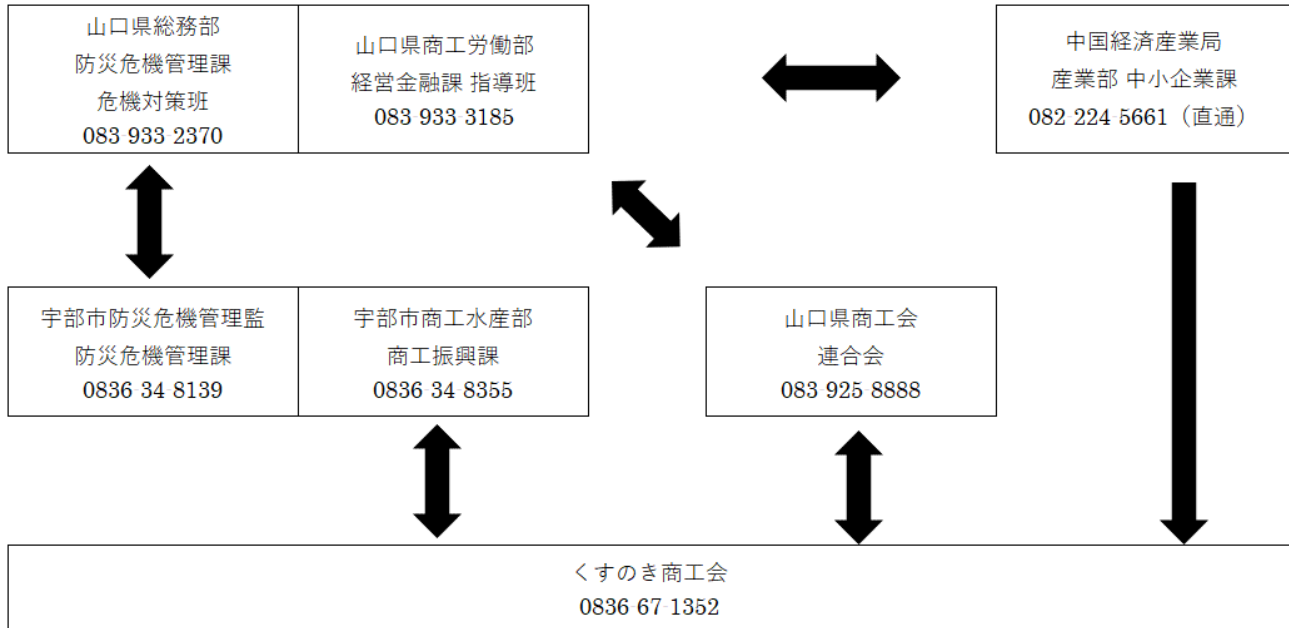 山口県総務部
防災危機管理課
危機対策班
083-933-2370
山口県商工労働部
経営金融課 指導班
083-933-3185
中国経済産業局
産業部 中小企業課
082-224-5661（直通）
宇部市防災危機管理監
防災危機管理課
0836-34-8139
宇部市商工水産部
商工振興課
0836-34-8355
山口県商工会
連合会
083-925-8888
くすのき商工会
0836-67-1352